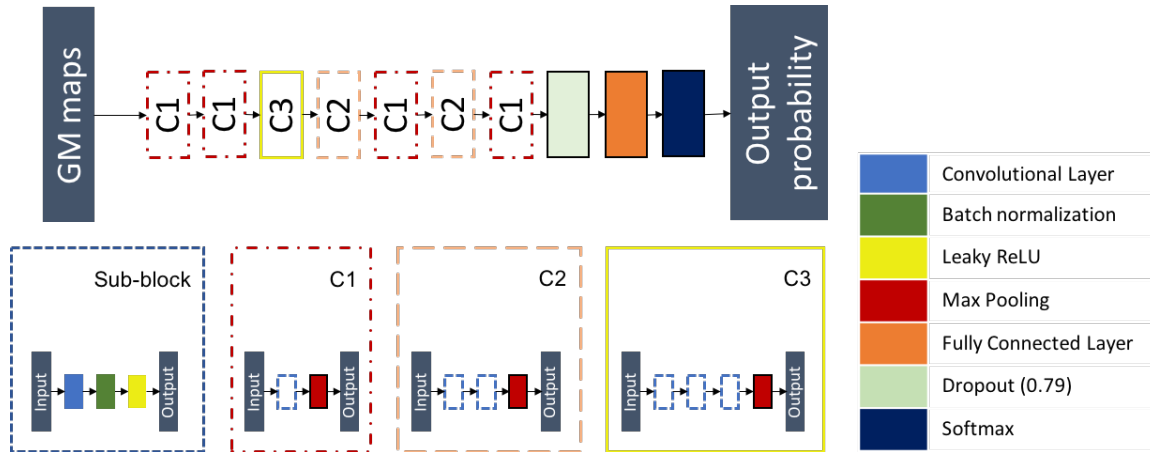 GM maps
C1
C1
C3
C2
C1
C2
C1
Output
probability
Convolutional Layer
Batch normalization
Leaky ReLU
Max Pooling
Fully Connected Layer
Dropout (0.79)
Softmax
Sub-block
Input
Output
C1
Input
Output
C2
Input
Output
C3
Input
Output